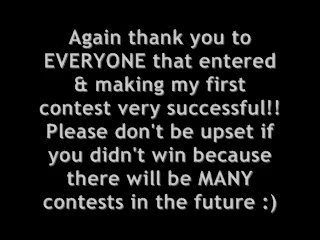 Again thank you to
EVERYONE that entered
& making my first
contest very successful!!
Please don't be upset if
you didn't win because
there will be MANY
contests in the future :)